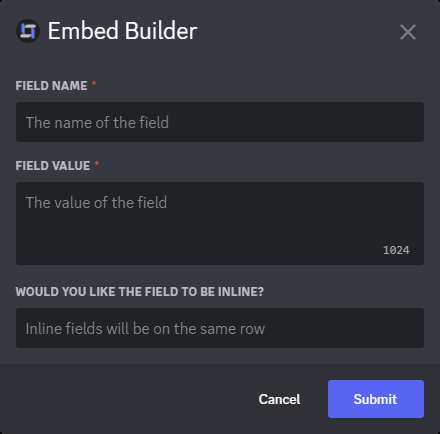 Embed Builder
FIELD NAME *
The name of the field
FIELD VALUE *
The value of the field
1024
WOULD YOU LIKE THE FIELD TO BE INLINE?
Inline fields will be on the same row
Cancel Submit